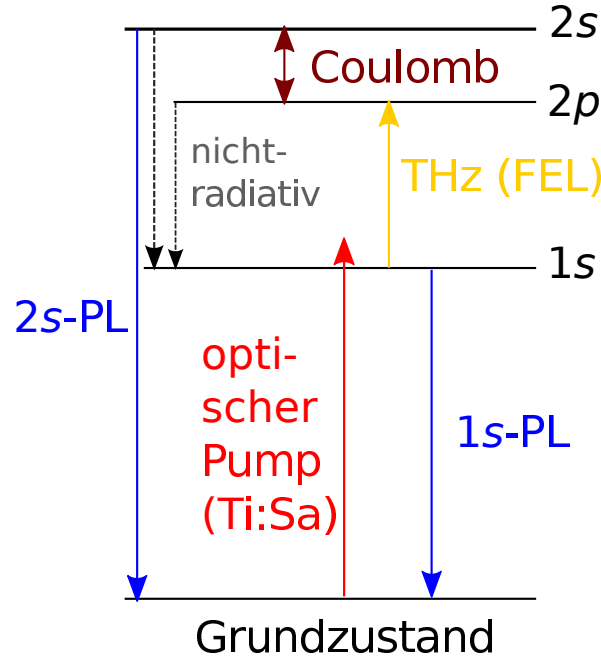 2s
Coulomb
2p
nicht-
radiativ
THz (FEL)
1s
2s-PL
opti-
scher
Pump
(Ti:Sa)
1s-PL
Grundzustand